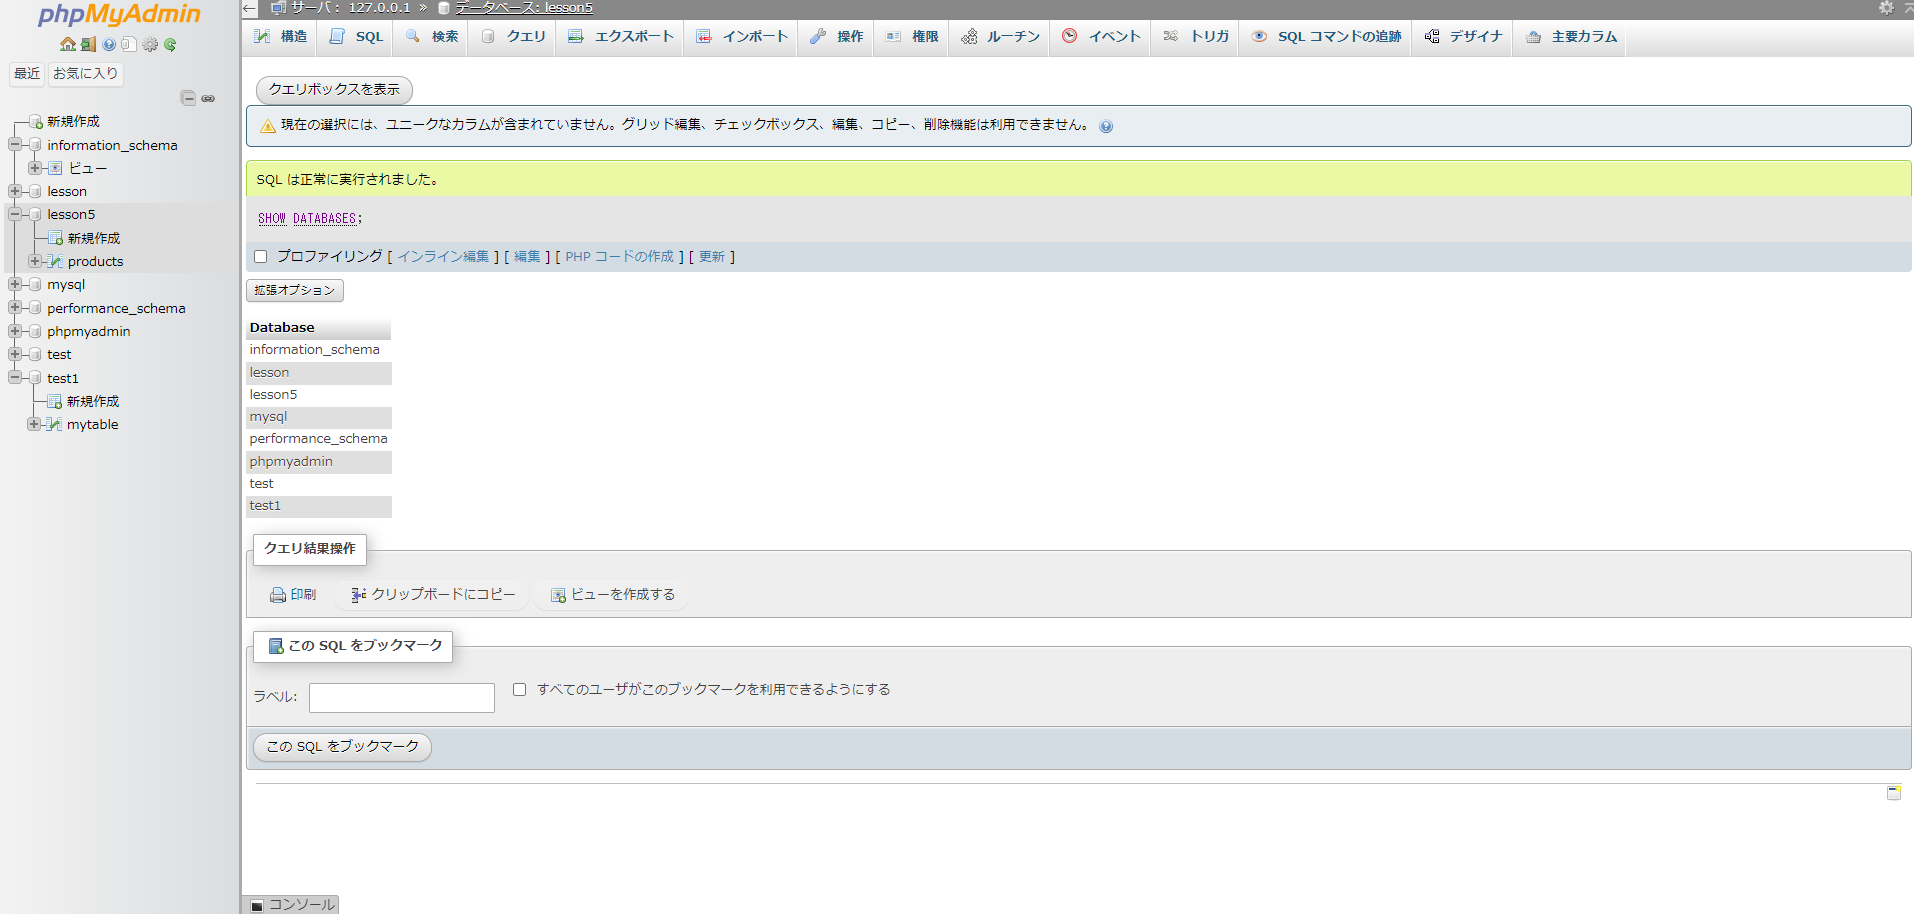 phpMyAdmin
最近 お気に入り
新規作成
information_schema
ビュー
lesson
lesson5
新規作成
products
mysql
performance_schema
phpmyadmin
test
test1
新規作成
mytable
サーバ: 127.0.0.1 » データベース: lesson5
構造 SQL 検索 クエリ エクスポート インポート 操作 権限 ルーチン イベント トリガ SQL コマンドの追跡 デザイナ 主要カラム
クエリボックスを表示
現在の選択には、ユニークなカラムが含まれていません。グリッド編集、チェックボックス、編集、コピー、削除機能は利用できません。
SQL は正常に実行されました。
SHOW DATABASES;
プロファイリング [ インライン編集 ] [ 編集 ] [ PHP コードの作成 ] [ 更新 ]
拡張オプション
Database
information_schema
lesson
lesson5
mysql
performance_schema
phpmyadmin
test
test1
クエリ結果操作
印刷 クリップボードにコピー ビューを作成する
この SQL をブックマーク
ラベル: すべてのユーザがこのブックマークを利用できるようにする
この SQL をブックマーク
コンソール